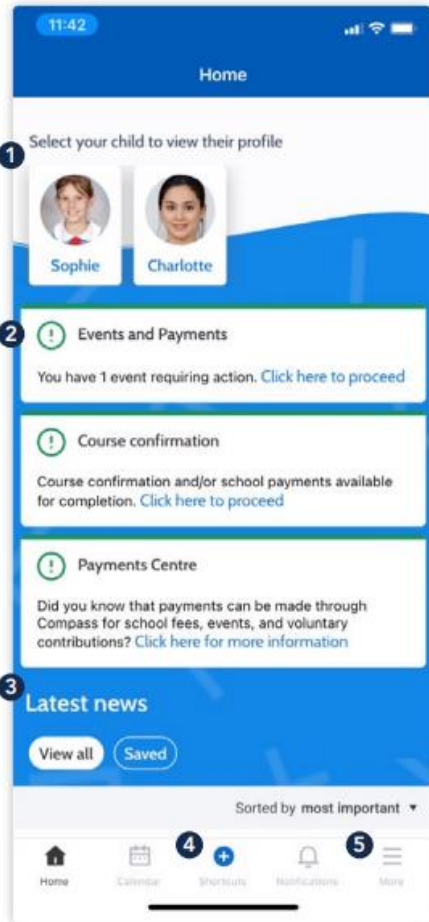 11:42
Home
1
Select your child to view their profile
Sophie
Charlotte
2
Events and Payments
You have 1 event requiring action. Click here to proceed
Course confirmation
Course confirmation and/or school payments available
for completion. Click here to proceed
Payments Centre
Did you know that payments can be made through
Compass for school fees, events, and voluntary
contributions? Click here for more information
3
Latest news
View all
Saved
Sorted by most important
4
5
Home
Calendar
Shortcuts
Notifications
More